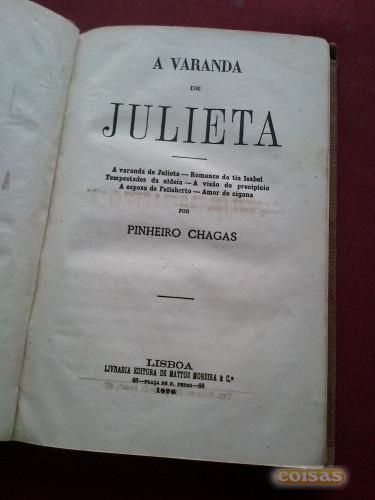 A VARANDA
DE
JULIETA
A varanda de Julieta — Romance da tia Isabel
Tempestades da aldeia — A visão do precipicio
A esposa de Felisberto — Amor de cigana
POR
PINHEIRO CHAGAS
LISBOA
LIVRARIA EDITORA DE MATTOS MOREIRA & C.ª
68 — PRAÇA DE D. PEDRO — 68
1876
coisas